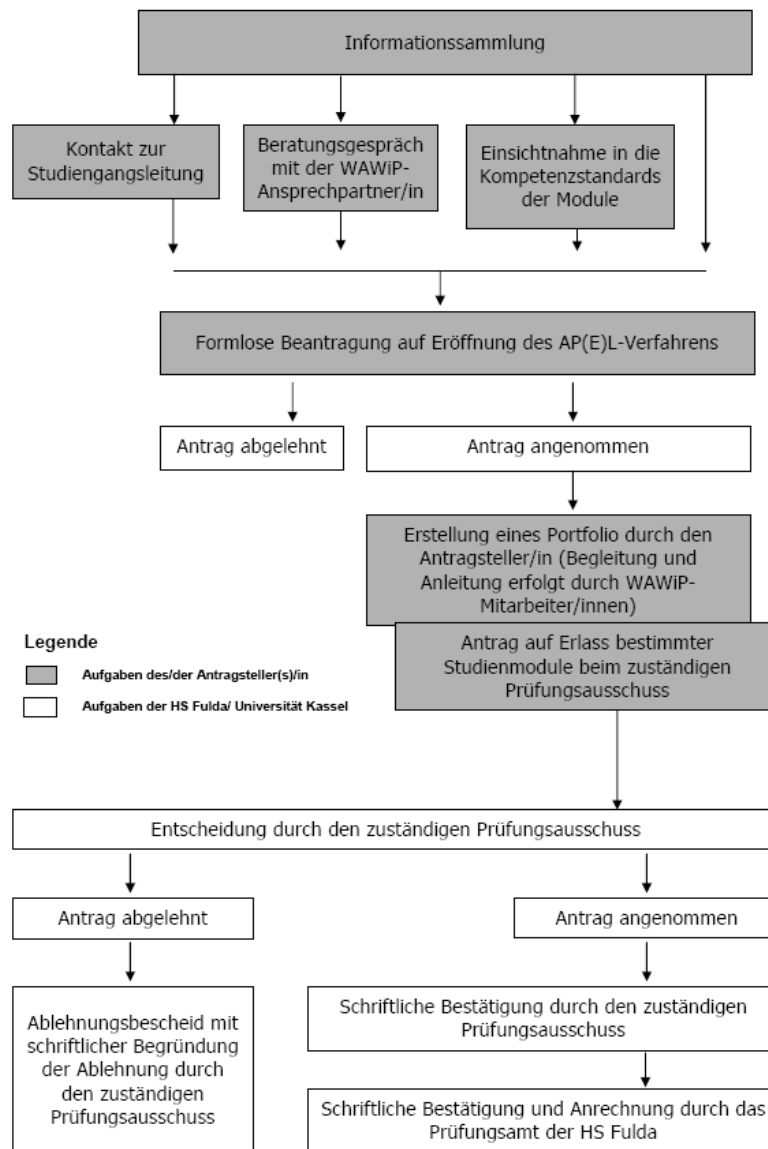 Informationssammlung
Kontakt zur
Studiengangsleitung
Beratungsgespräch
mit der WAWiP-
Ansprechpartner/in
Einsichtnahme in die
Kompetenzstandards
der Module
Formlose Beantragung auf Eröffnung des AP(E)L-Verfahrens
Antrag abgelehnt
Antrag angenommen
Erstellung eines Portfolio durch den
Antragsteller/in (Begleitung und
Anleitung erfolgt durch WAWiP-
Mitarbeiter/innen)
Antrag auf Erlass bestimmter
Studienmodule beim zuständigen
Prüfungsausschuss
Legende
Aufgaben des/der Antragsteller(s)/in
Aufgaben der HS Fulda/ Universität Kassel
Entscheidung durch den zuständigen Prüfungsausschuss
Antrag abgelehnt
Antrag angenommen
Ablehnungsbescheid mit
schriftlicher Begründung
der Ablehnung durch
den zuständigen
Prüfungsausschuss
Schriftliche Bestätigung durch den zuständigen
Prüfungsausschuss
Schriftliche Bestätigung und Anrechnung durch das
Prüfungsamt der HS Fulda